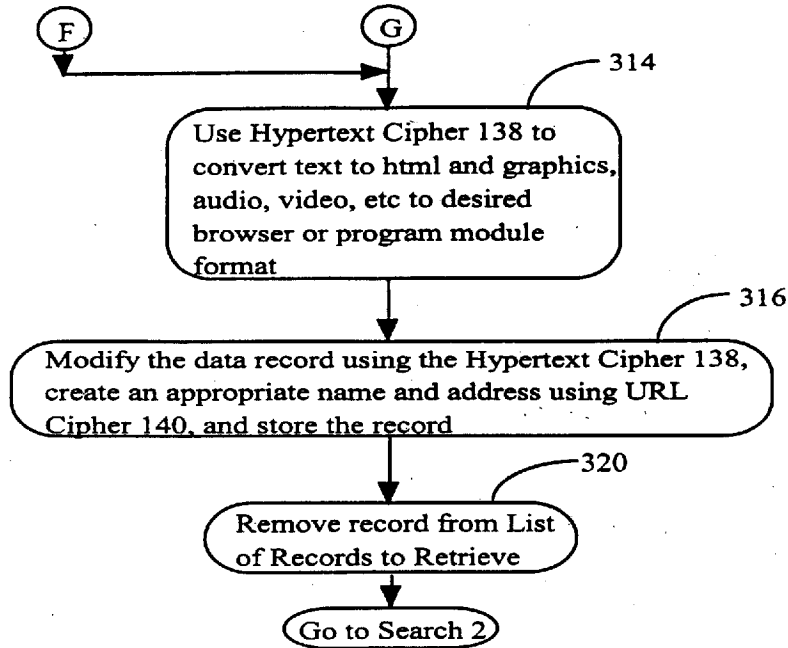 F
G
314
Use Hypertext Cipher 138 to
convert text to html and graphics,
audio, video, etc to desired
browser or program module
format
316
Modify the data record using the Hypertext Cipher 138,
create an appropriate name and address using URL
Cipher 140, and store the record
320
Remove record from List
of Records to Retrieve
Go to Search 2